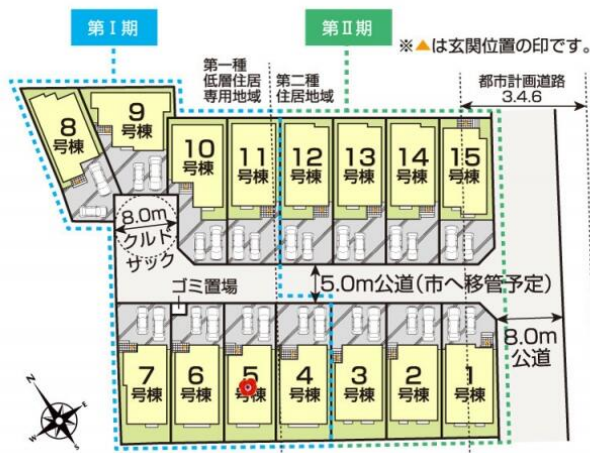 第Ⅰ期
第Ⅱ期
※▲は玄関位置の印です。
第一種
低層住居
専用地域
第二種
住居地域
都市計画道路
3.4.6
8
号棟
9
号棟
10
号棟
11
号棟
12
号棟
13
号棟
14
号棟
15
号棟
8.0m
クルド
サック
ゴミ置場
5.0m公道(市へ移管予定)
8.0m
公道
7
号棟
6
号棟
5
号棟
4
号棟
3
号棟
2
号棟
1
号棟
N
E
W
S